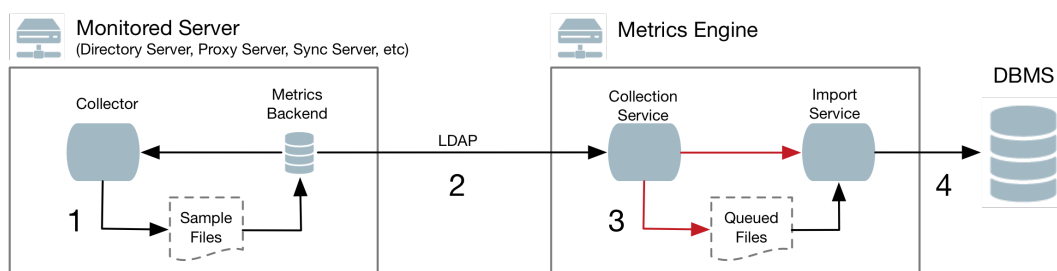 Monitored Server
(Directory Server, Proxy Server, Sync Server, etc)
Collector
Metrics
Backend
1
Sample
Files
LDAP
2
Metrics Engine
Collection
Service
Import
Service
3
Queued
Files
4
DBMS